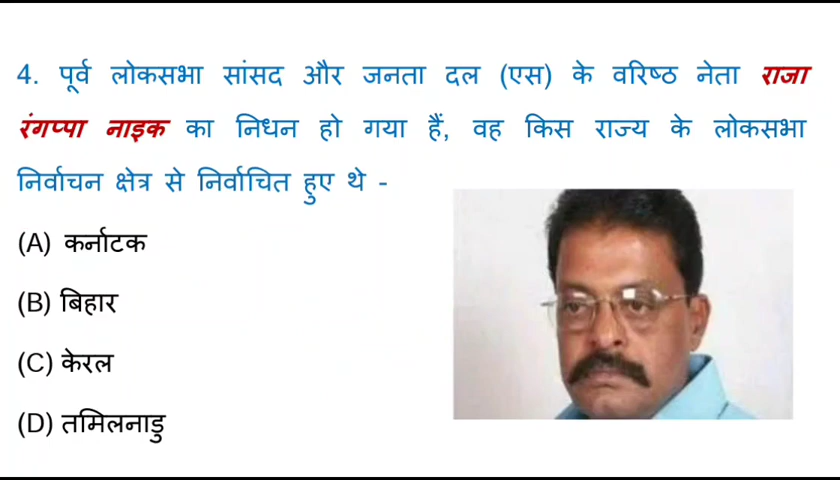 4. पूर्व लोकसभा सांसद और जनता दल (एस) के वरिष्ठ नेता राजा
रंगप्पा नाइक का निधन हो गया हैं, वह किस राज्य के लोकसभा
निर्वाचन क्षेत्र से निर्वाचित हुए थे -
(A) कर्नाटक
(B) बिहार
(C) केरल
(D) तमिलनाडु